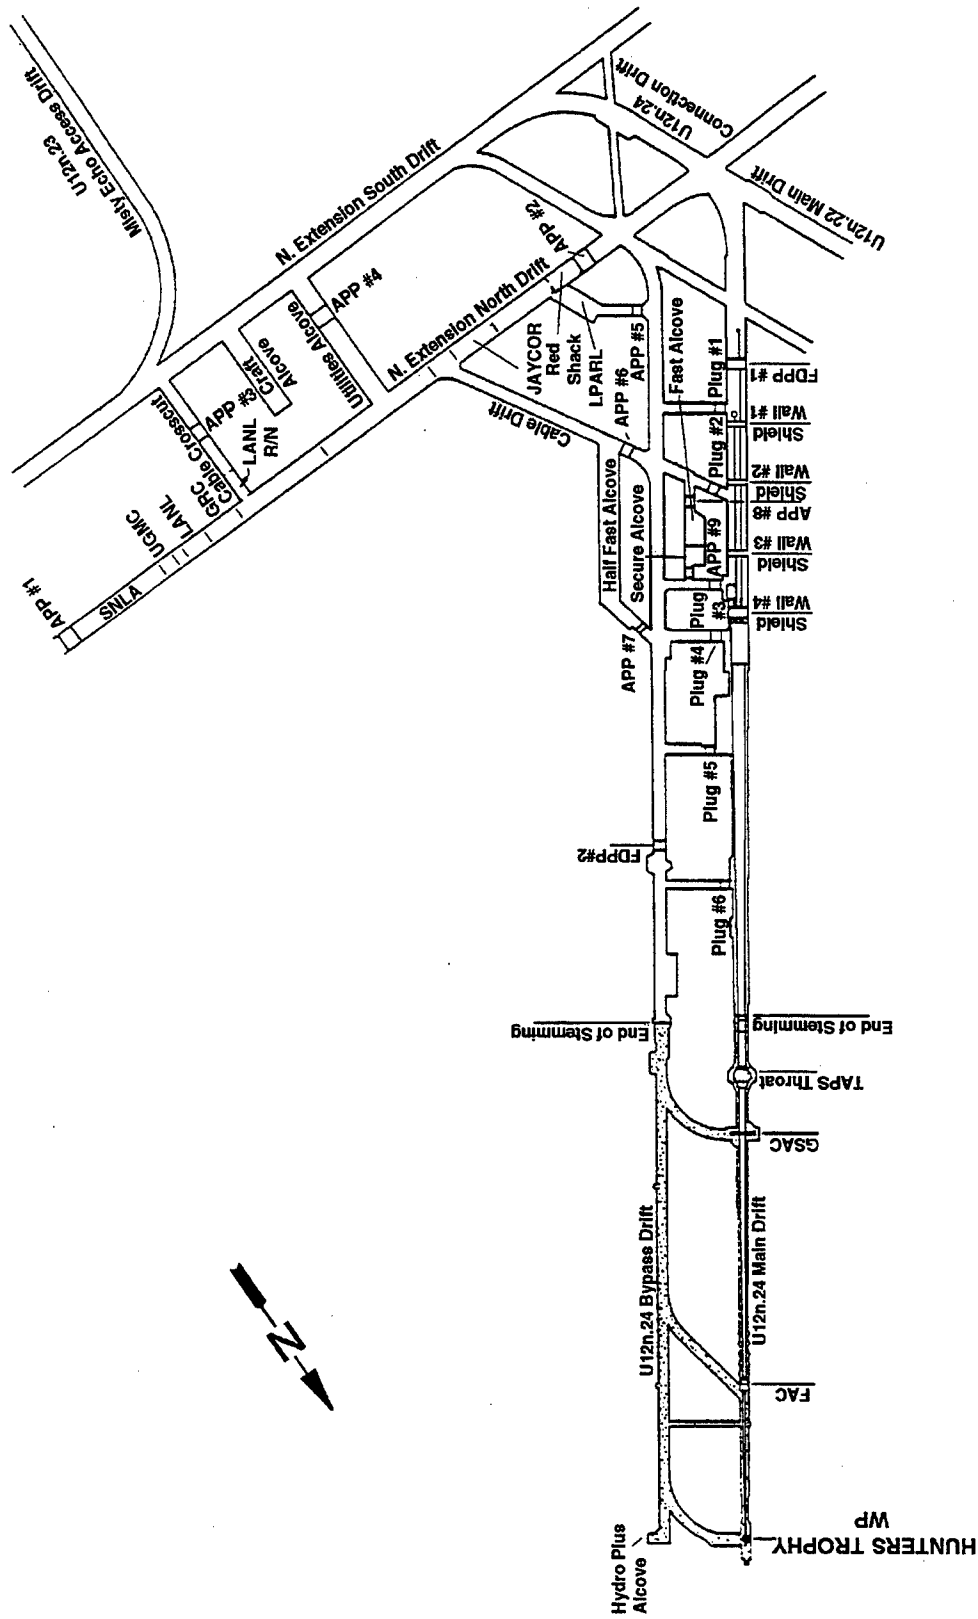 U12n.23
Misty Echo Access Drift
N. Extension South Drift
U12n.24
Connection Drift
U12n.22 Main Drift
APP #1
SNLA
UGMC
LANL
GRC
Cable Crosscut
APP #3
LANL
R/N
Craft
Alcove
Utilities Alcove
APP #4
N. Extension North Drift
APP #2
JAYCOR
Red
Shack
LPARL
APP #5
Cable Drift
APP #6
Fast Alcove
Half Fast Alcove
Secure Alcove
APP #7
Plug #1
Plug #2
APP #9
Plug
#3
Plug #4
Plug #5
Plug #6
FDPP #1
Shield
Wall #1
Shield
Wall #2
APP #8
Shield
Wall #3
Shield
Wall #4
FDPP#2
End of Stemming
End of Stemming
TAPS Throat
GSAC
U12n.24 Bypass Drift
U12n.24 Main Drift
FAC
N
Hydro Plus
Alcove
HUNTERS TROPHY
WP